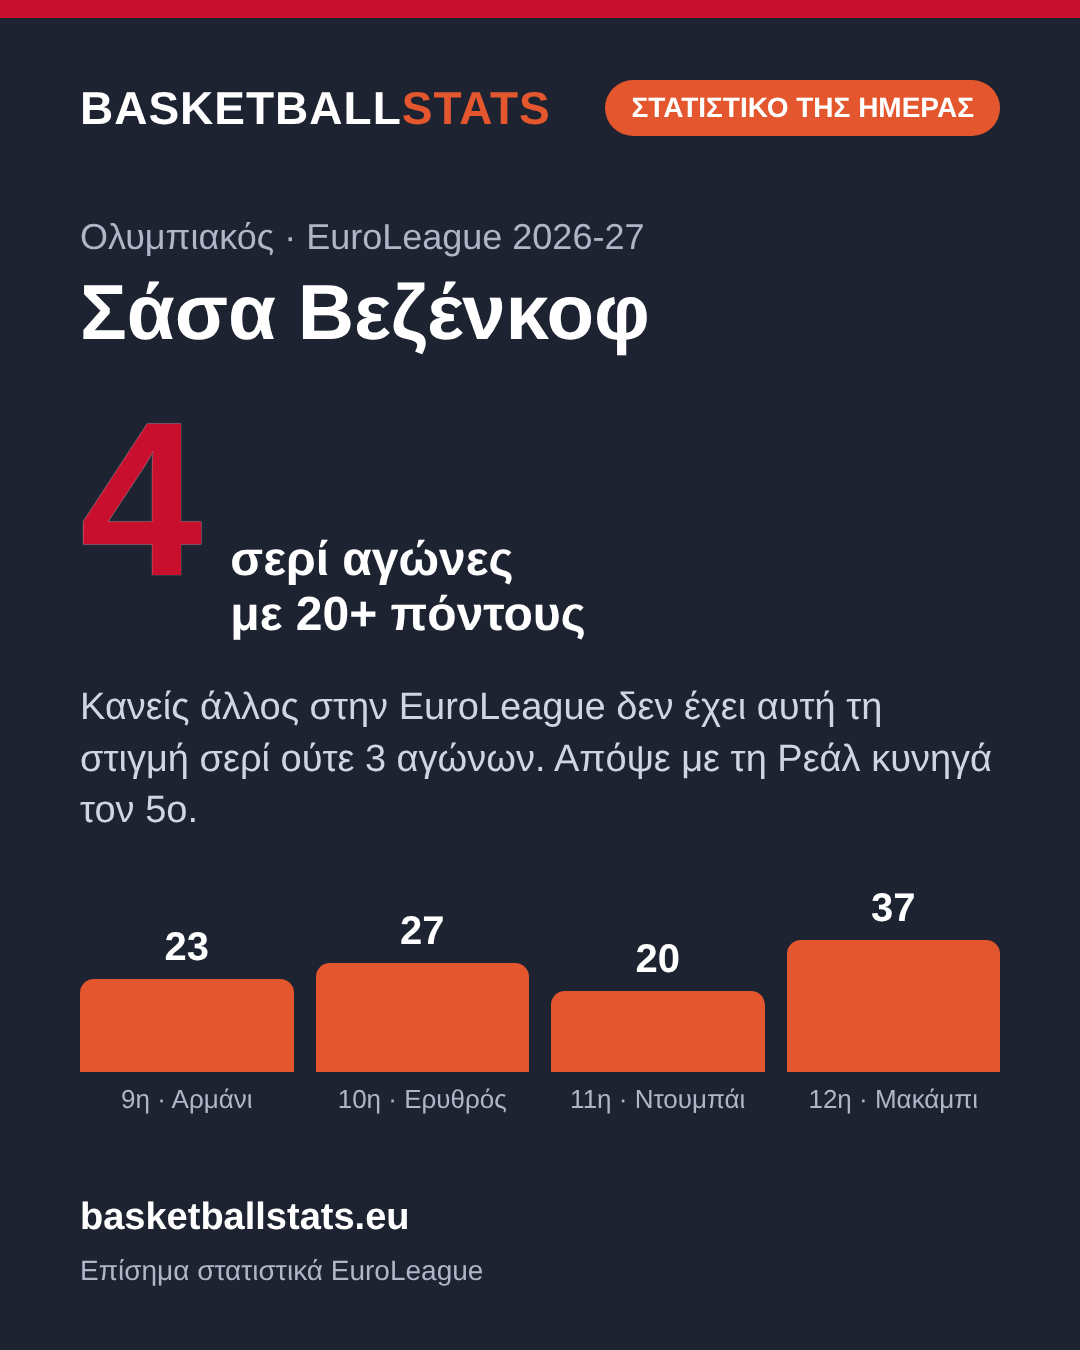 BASKETBALLSTATS
ΣΤΑΤΙΣΤΙΚΟ ΤΗΣ ΗΜΕΡΑΣ
Ολυμπιακός · EuroLeague 2026-27
Σάσα Βεζένκοφ
4
σερί αγώνες
με 20+ πόντους
Κανείς άλλος στην EuroLeague δεν έχει αυτή τη
στιγμή σερί ούτε 3 αγώνων. Απόψε με τη Ρεάλ κυνηγά
τον 5ο.
23
27
20
37
9η · Αρμάνι
10η · Ερυθρός
11η · Ντουμπάι
12η · Μακάμπι
basketballstats.eu
Επίσημα στατιστικά EuroLeague